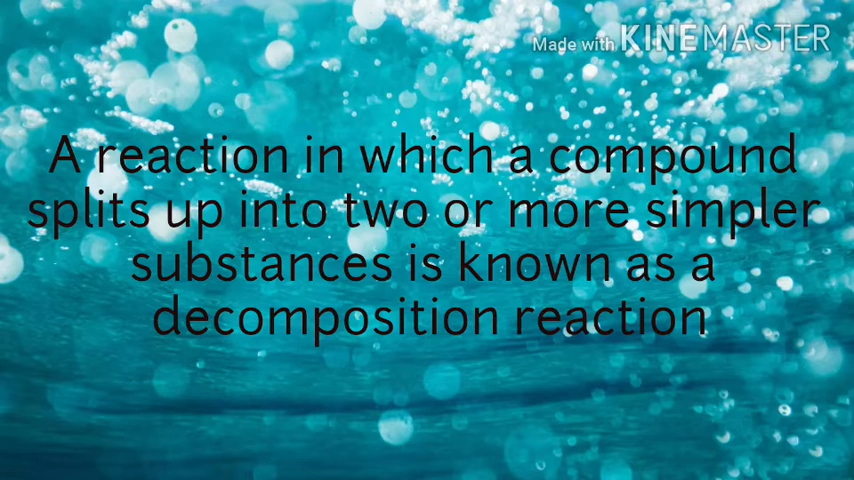 Made with KINEMASTER
A reaction in which a compound
splits up into two or more simpler
substances is known as a
decomposition reaction